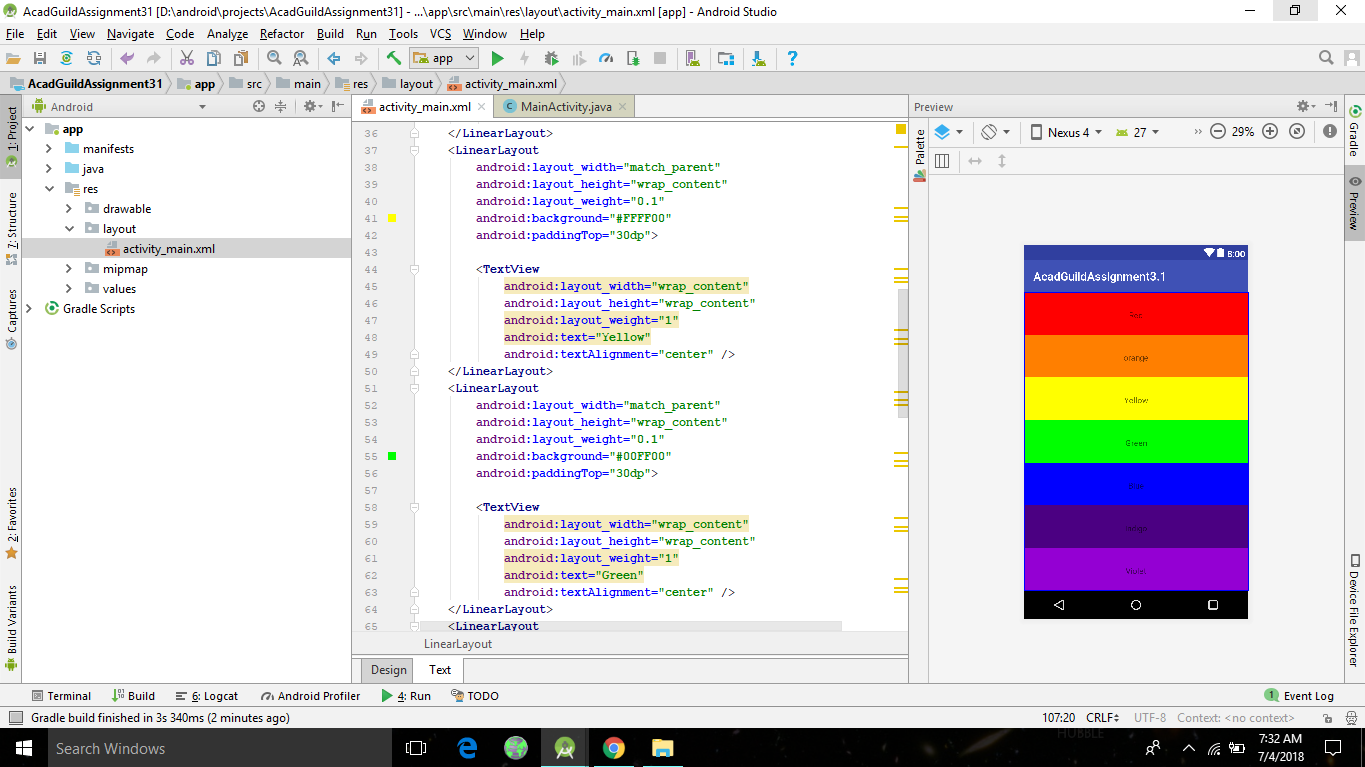 AcadGuildAssignment31 [D:\android\projects\AcadGuildAssignment31] - ...\app\src\main\res\layout\activity_main.xml [app] - Android Studio
File Edit View Navigate Code Analyze Refactor Build Run Tools VCS Window Help
app
AcadGuildAssignment31 app src main res layout activity_main.xml
1: Project
7: Structure
Captures
2: Favorites
Build Variants
Android
app
manifests
java
res
drawable
layout
activity_main.xml
mipmap
values
Gradle Scripts
activity_main.xml MainActivity.java
36 </LinearLayout>
37 <LinearLayout
38 android:layout_width="match_parent"
39 android:layout_height="wrap_content"
40 android:layout_weight="0.1"
41 android:background="#FFFF00"
42 android:paddingTop="30dp">
43
44 <TextView
45 android:layout_width="wrap_content"
46 android:layout_height="wrap_content"
47 android:layout_weight="1"
48 android:text="Yellow"
49 android:textAlignment="center" />
50 </LinearLayout>
51 <LinearLayout
52 android:layout_width="match_parent"
53 android:layout_height="wrap_content"
54 android:layout_weight="0.1"
55 android:background="#00FF00"
56 android:paddingTop="30dp">
57
58 <TextView
59 android:layout_width="wrap_content"
60 android:layout_height="wrap_content"
61 android:layout_weight="1"
62 android:text="Green"
63 android:textAlignment="center" />
64 </LinearLayout>
65 <LinearLayout
LinearLayout
Design Text
Preview
Palette
Nexus 4 27 29%
8:00
AcadGuildAssignment3.1
Red
orange
Yellow
Green
Violet
Gradle
Preview
Device File Explorer
Terminal Build 6: Logcat Android Profiler 4: Run TODO 1 Event Log
Gradle build finished in 3s 340ms (2 minutes ago) 107:20 CRLF UTF-8 Context: <no context>
Search Windows
HUBBLE
7:32 AM
7/4/2018